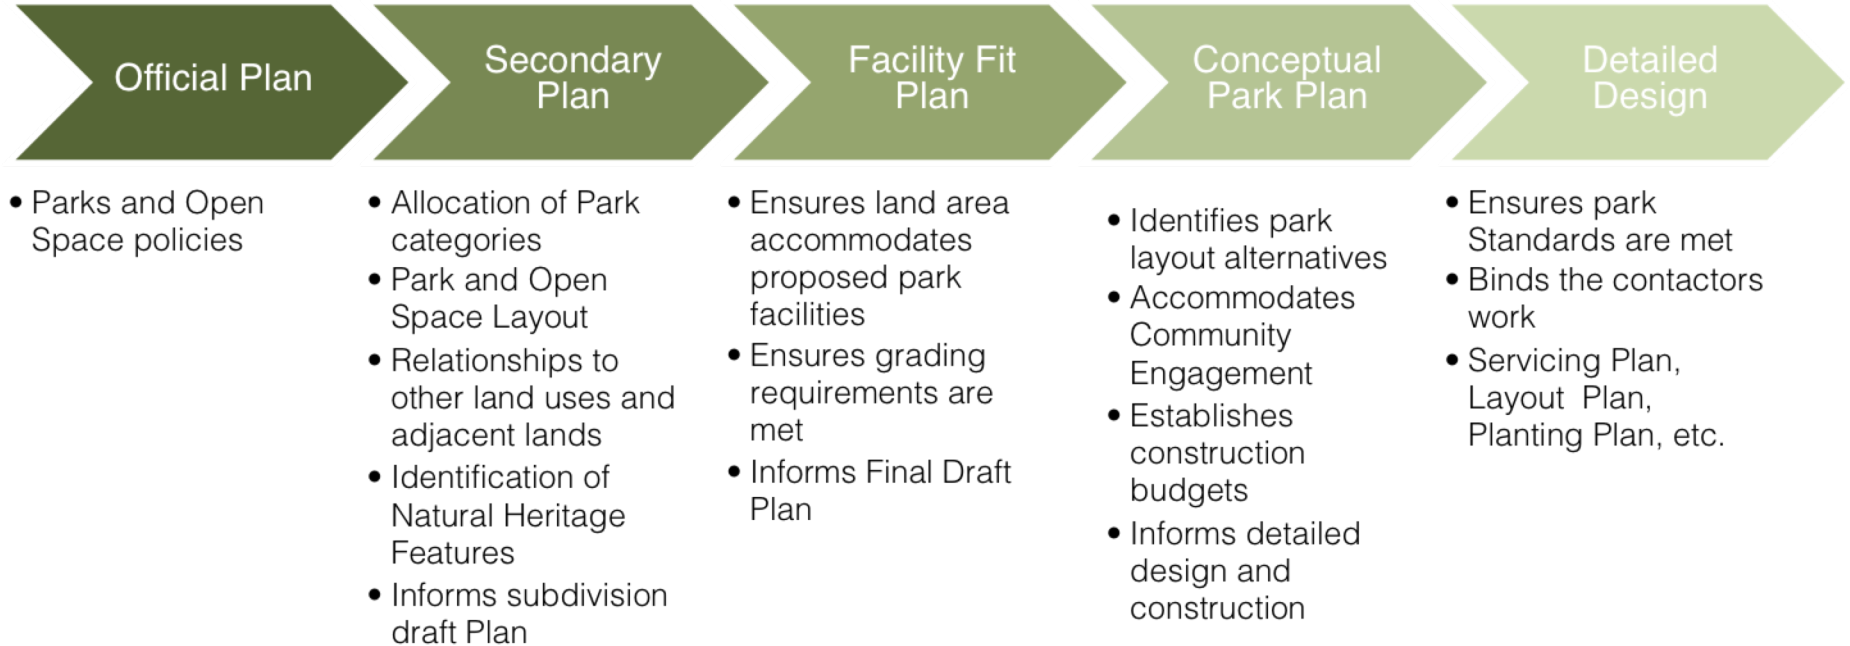 Official Plan
Secondary
Plan
Facility Fit
Plan
Conceptual
Park Plan
Detailed
Design
• Parks and Open
Space policies
• Allocation of Park
categories
• Park and Open
Space Layout
• Relationships to
other land uses and
adjacent lands
• Identification of
Natural Heritage
Features
• Informs subdivision
draft Plan
• Ensures land area
accommodates
proposed park
facilities
• Ensures grading
requirements are
met
• Informs Final Draft
Plan
• Identifies park
layout alternatives
• Accommodates
Community
Engagement
• Establishes
construction
budgets
• Informs detailed
design and
construction
• Ensures park
Standards are met
• Binds the contactors
work
• Servicing Plan,
Layout Plan,
Planting Plan, etc.